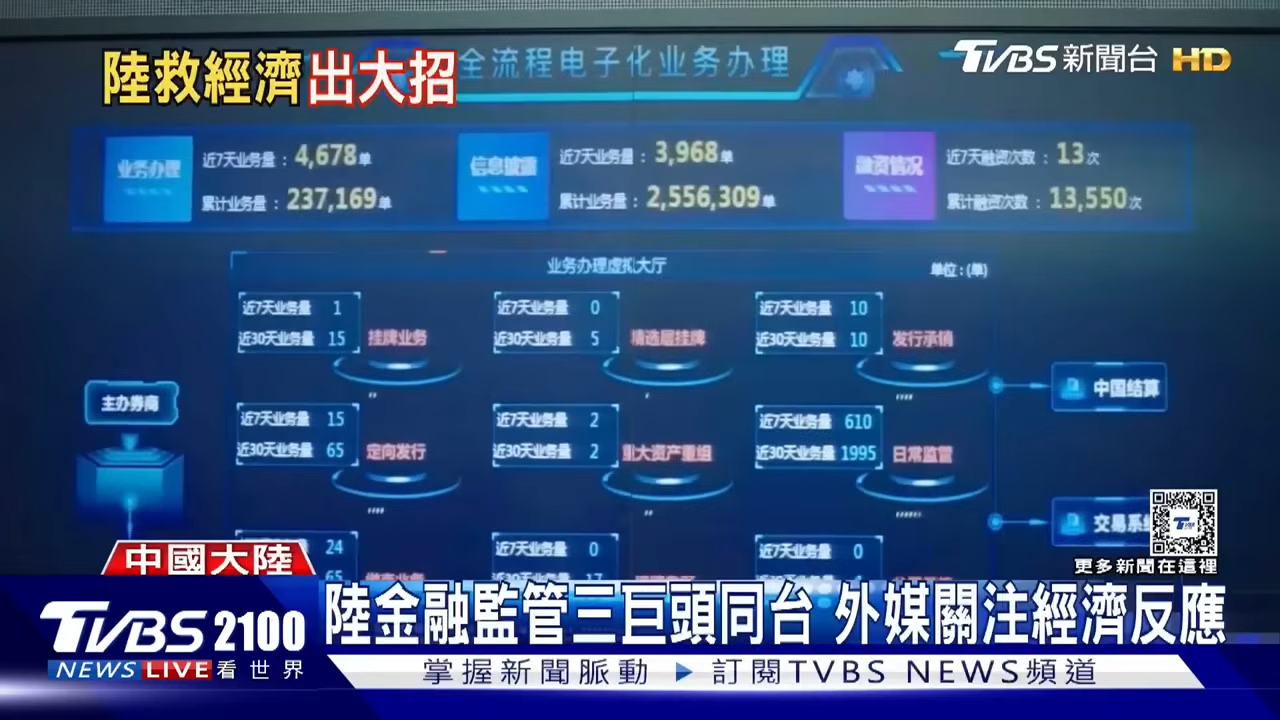 陸救經濟出大招
全流程电子化业务办理
TVBS新聞台 HD
业务办理
近7天业务量：4,678单
累计业务量：237,169单
信息披露
近7天业务量：3,968单
累计业务量：2,556,309单
融资情况
近7天融资次数：13次
累计融资次数：13,550次
业务办理虚拟大厅
单位:(单)
近7天业务量 1
近30天业务量 15
挂牌业务
近7天业务量 0
近30天业务量 5
精选层挂牌
近7天业务量 10
近30天业务量 10
发行承销
主办券商
中国结算
近7天业务量 15
近30天业务量 65
定向发行
近7天业务量 2
近30天业务量 2
重大资产重组
近7天业务量 610
近30天业务量 1995
日常监管
交易系
24
近7天业务量 0
近7天业务量 0
更多新聞在這裡
中國大陸
TVBS 2100
NEWS LIVE 看世界
陸金融監管三巨頭同台 外媒關注經濟反應
掌握新聞脈動 ▶ 訂閱TVBS NEWS頻道